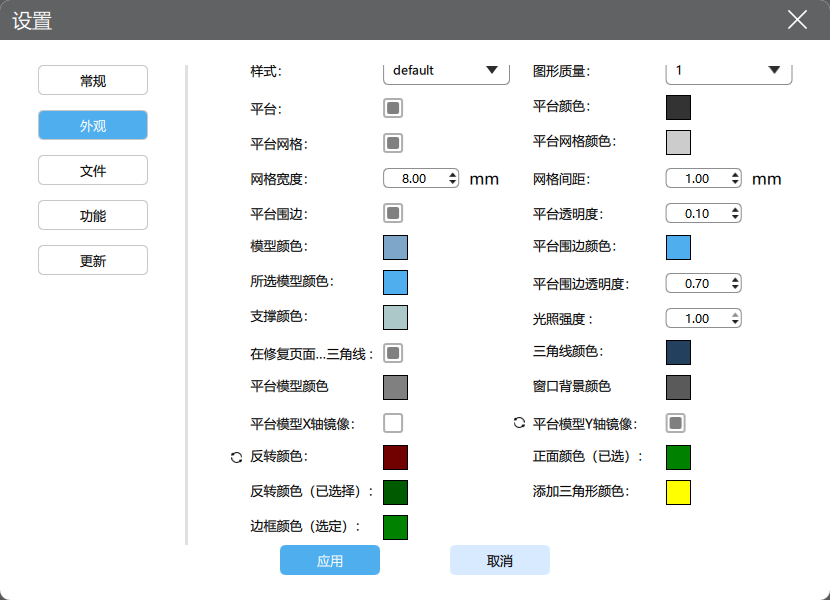 设置
常规
外观
文件
功能
更新
样式： default 图形质量： 1
平台： 平台颜色：
平台网格： 平台网格颜色：
网格宽度： 8.00 mm 网格间距： 1.00 mm
平台围边： 平台透明度： 0.10
模型颜色： 平台围边颜色：
所选模型颜色： 平台围边透明度： 0.70
支撑颜色： 光照强度 : 1.00
在修复页面...三角线 : 三角线颜色：
平台模型颜色 窗口背景颜色
平台模型X轴镜像： 平台模型Y轴镜像：
反转颜色： 正面颜色（已选）：
反转颜色（已选择）： 添加三角形颜色：
边框颜色（选定）：
应用 取消